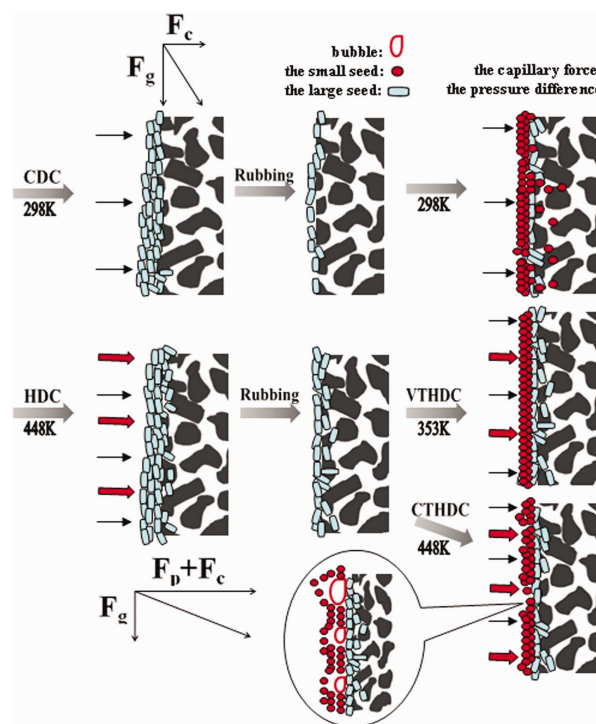 F_c
F_g
bubble:
the small seed:
the large seed:
the capillary force
the pressure difference
CDC
298K
Rubbing
298K
HDC
448K
Rubbing
VTHDC
353K
CTHDC
448K
F_p+F_c
F_g